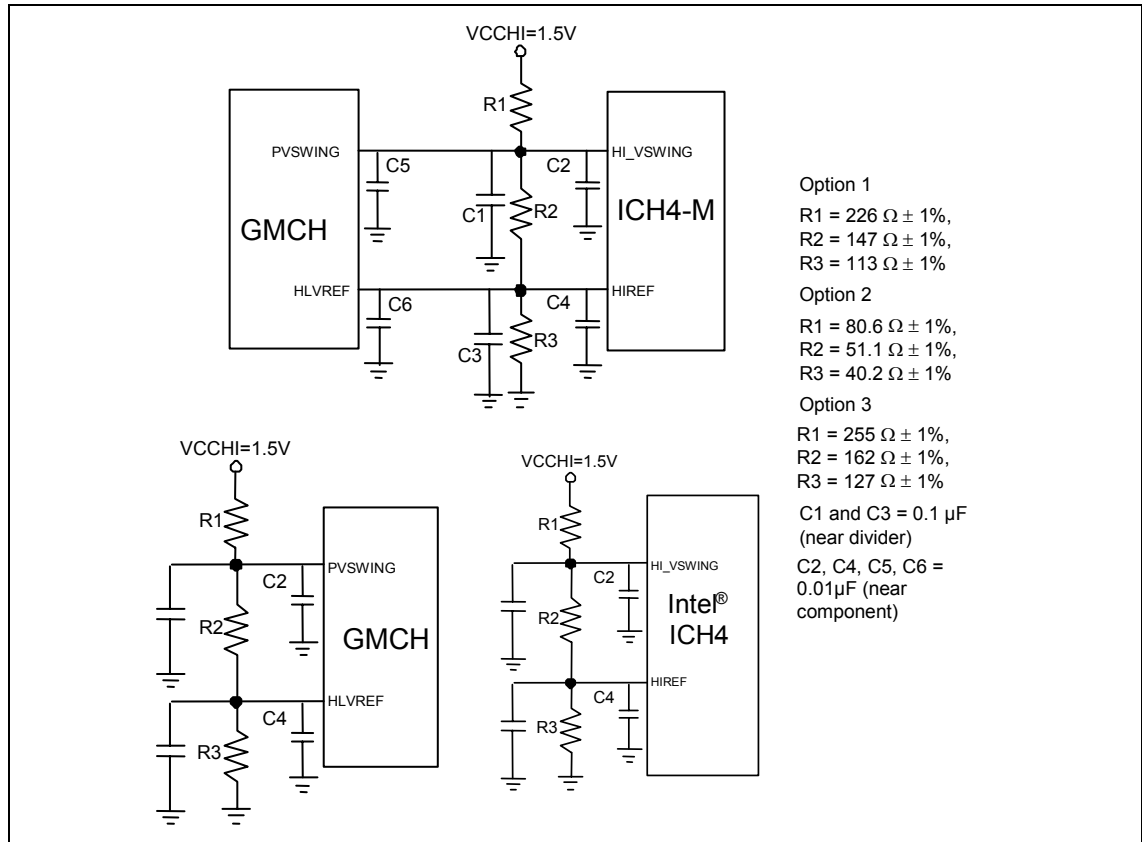 VCCHI=1.5V
R1
PVSWING
C5
C1
R2
C2
HI_VSWING
GMCH
ICH4-M
HLVREF
C6
C3
R3
C4
HIREF
Option 1
R1 = 226 Ω ± 1%,
R2 = 147 Ω ± 1%,
R3 = 113 Ω ± 1%
Option 2
R1 = 80.6 Ω ± 1%,
R2 = 51.1 Ω ± 1%,
R3 = 40.2 Ω ± 1%
Option 3
R1 = 255 Ω ± 1%,
R2 = 162 Ω ± 1%,
R3 = 127 Ω ± 1%
C1 and C3 = 0.1 µF
(near divider)
C2, C4, C5, C6 =
0.01µF (near
component)
VCCHI=1.5V
R1
PVSWING
C2
R2
GMCH
HLVREF
C4
R3
VCCHI=1.5V
R1
HI_VSWING
C2
R2
Intel®
ICH4
HIREF
C4
R3